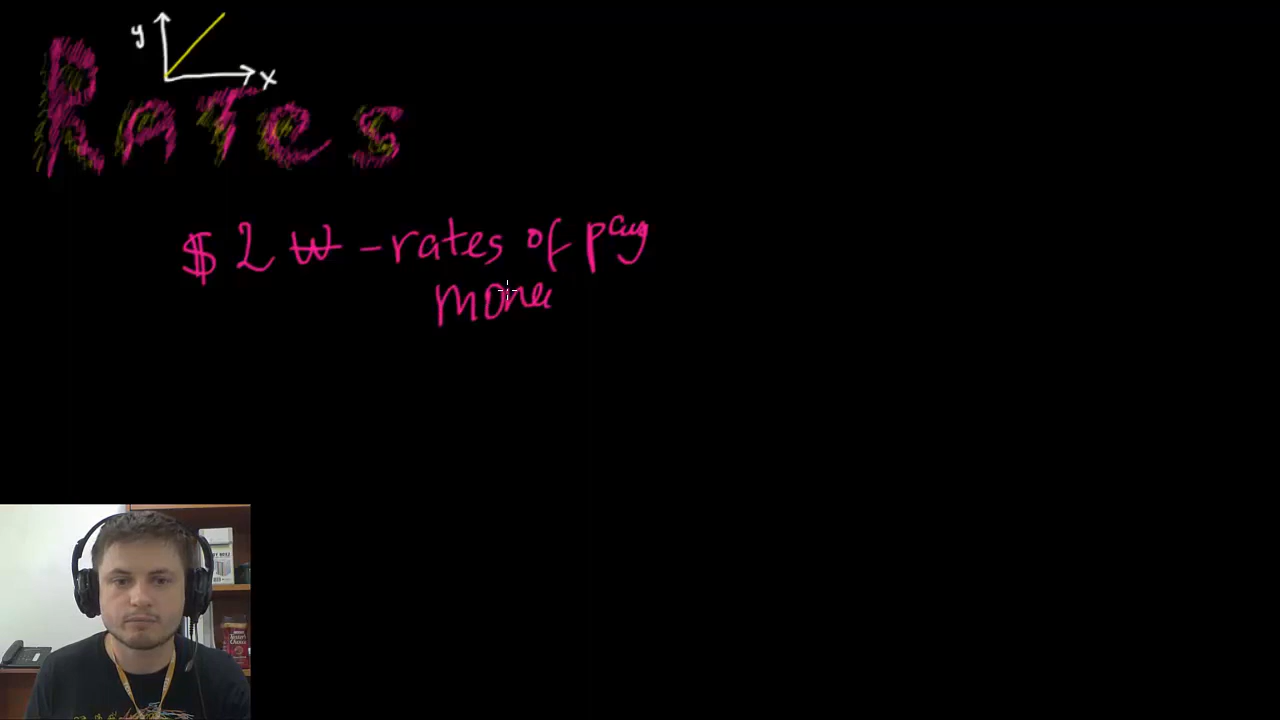 y
x
Rates
$2 ₩ - rates of pay
mone